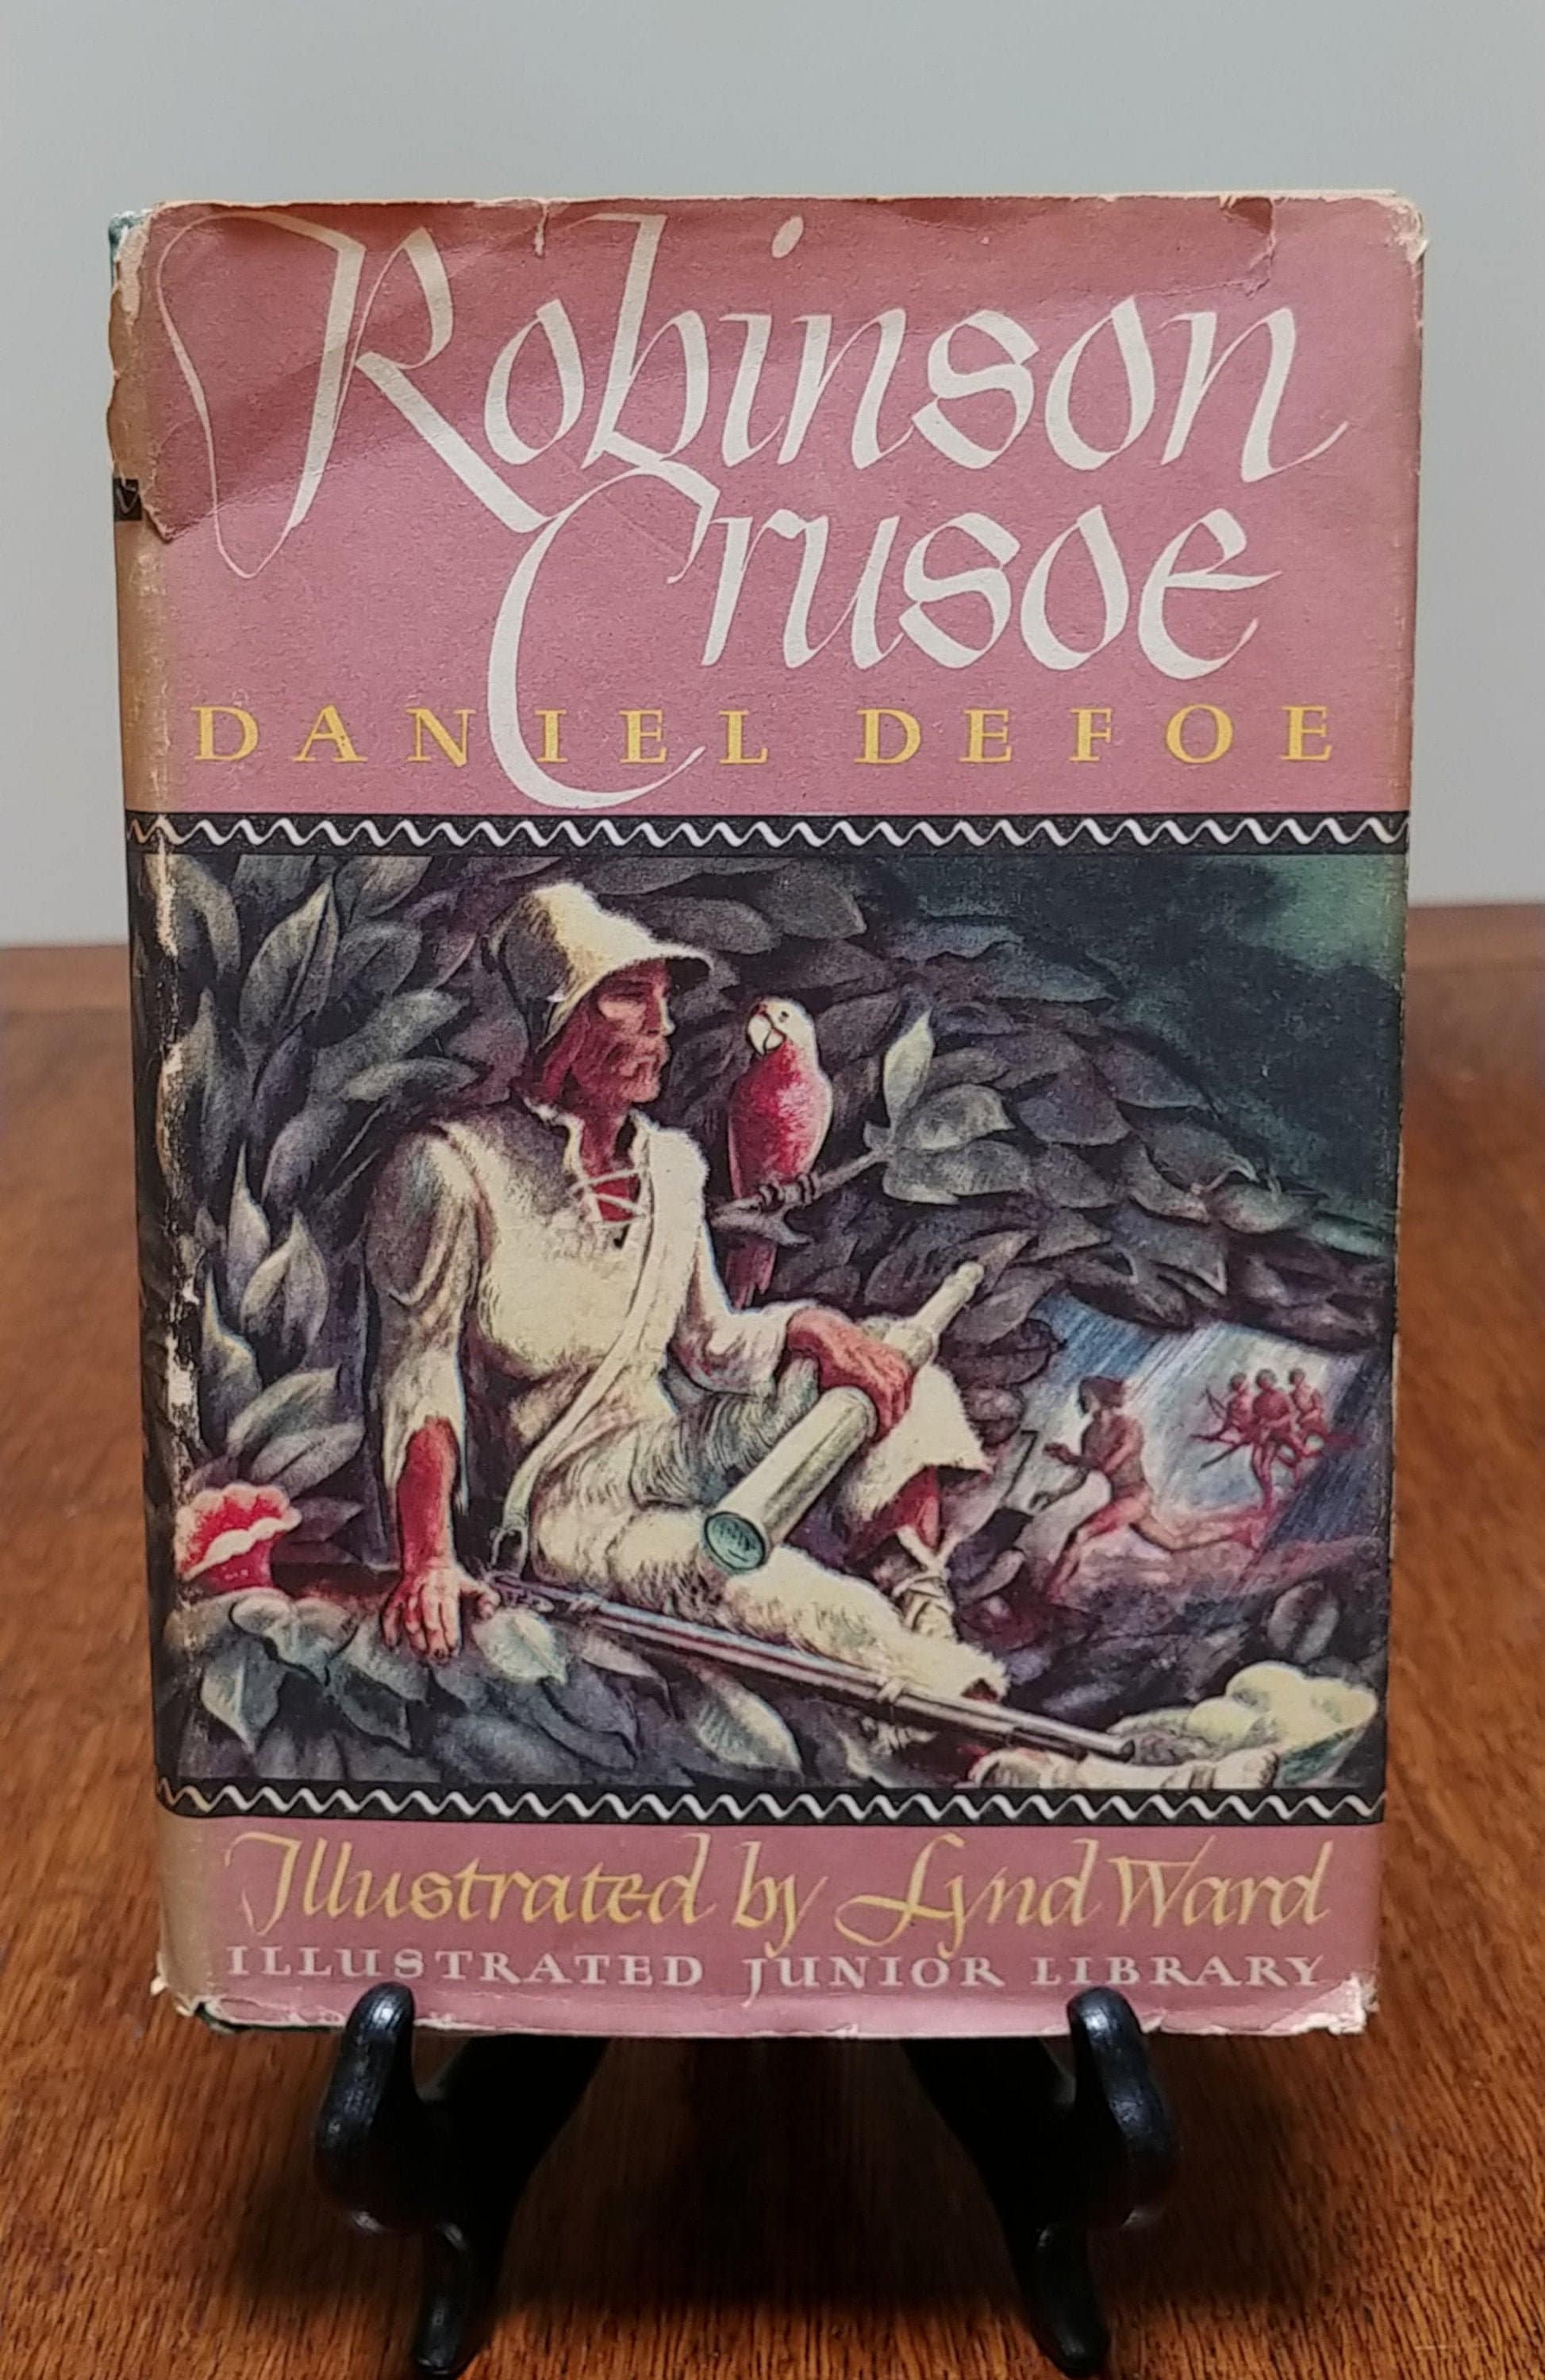 Robinson
Crusoe
DANIEL DEFOE
Illustrated by Lynd Ward
ILLUSTRATED JUNIOR LIBRARY